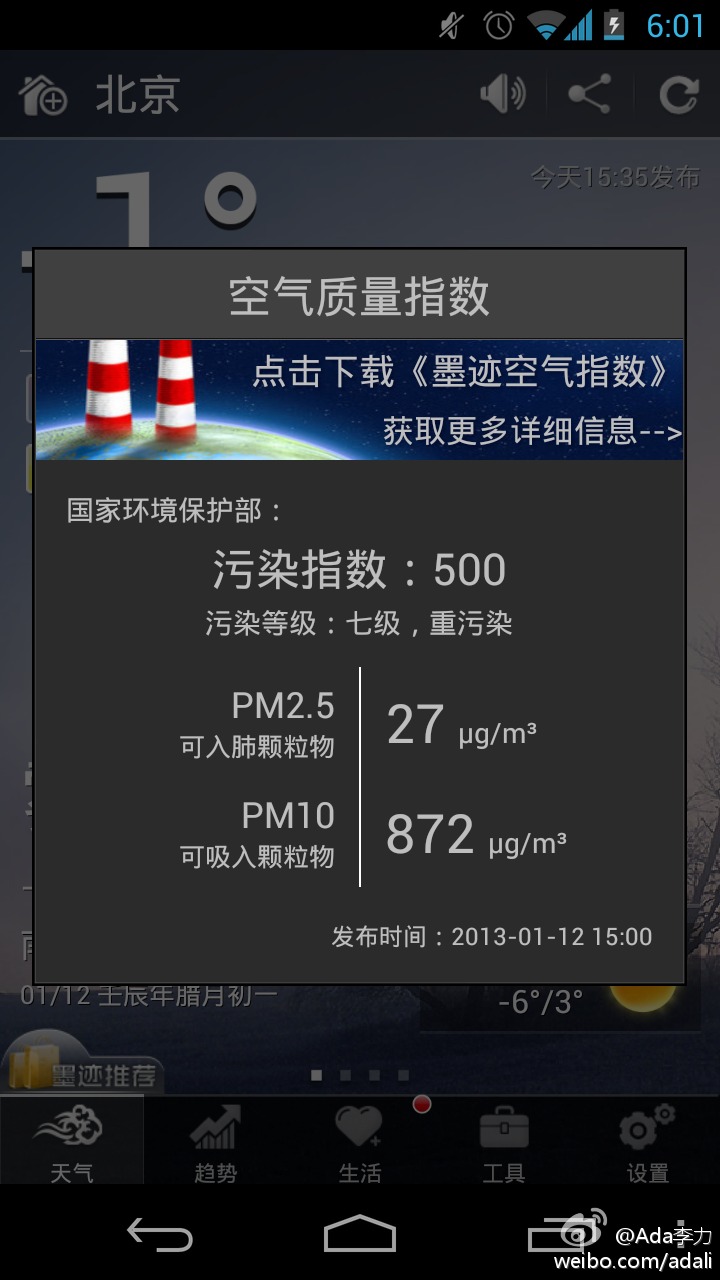 6:01
北京
今天15:35发布
-1°
空气质量指数
点击下载《墨迹空气指数》
获取更多详细信息-->
国家环境保护部：
污染指数：500
污染等级：七级，重污染
PM2.5
可入肺颗粒物
27 µg/m³
PM10
可吸入颗粒物
872 µg/m³
发布时间：2013-01-12 15:00
01/12 壬辰年腊月初一
-6°/3°
墨迹推荐
天气
趋势
生活
工具
设置
@Ada李力
weibo.com/adali